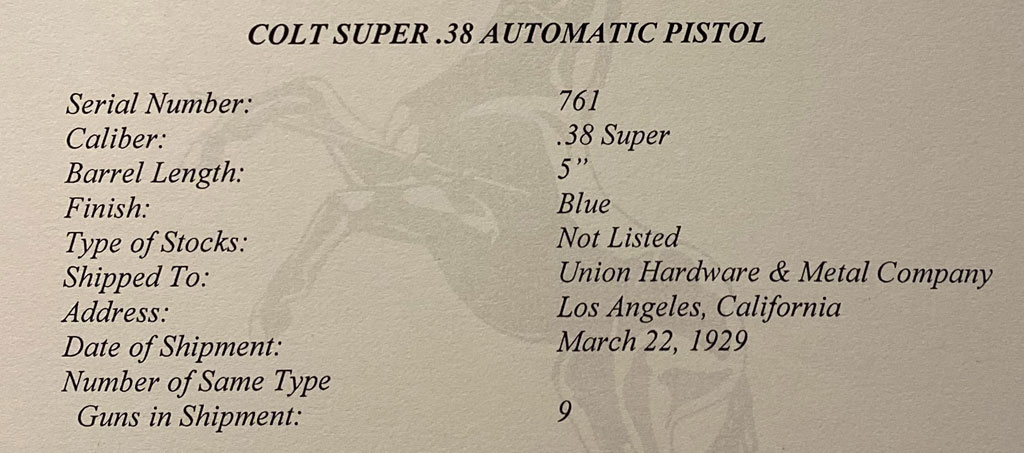 COLT SUPER .38 AUTOMATIC PISTOL
Serial Number: 761
Caliber: .38 Super
Barrel Length: 5”
Finish: Blue
Type of Stocks: Not Listed
Shipped To: Union Hardware & Metal Company
Address: Los Angeles, California
Date of Shipment: March 22, 1929
Number of Same Type
Guns in Shipment: 9